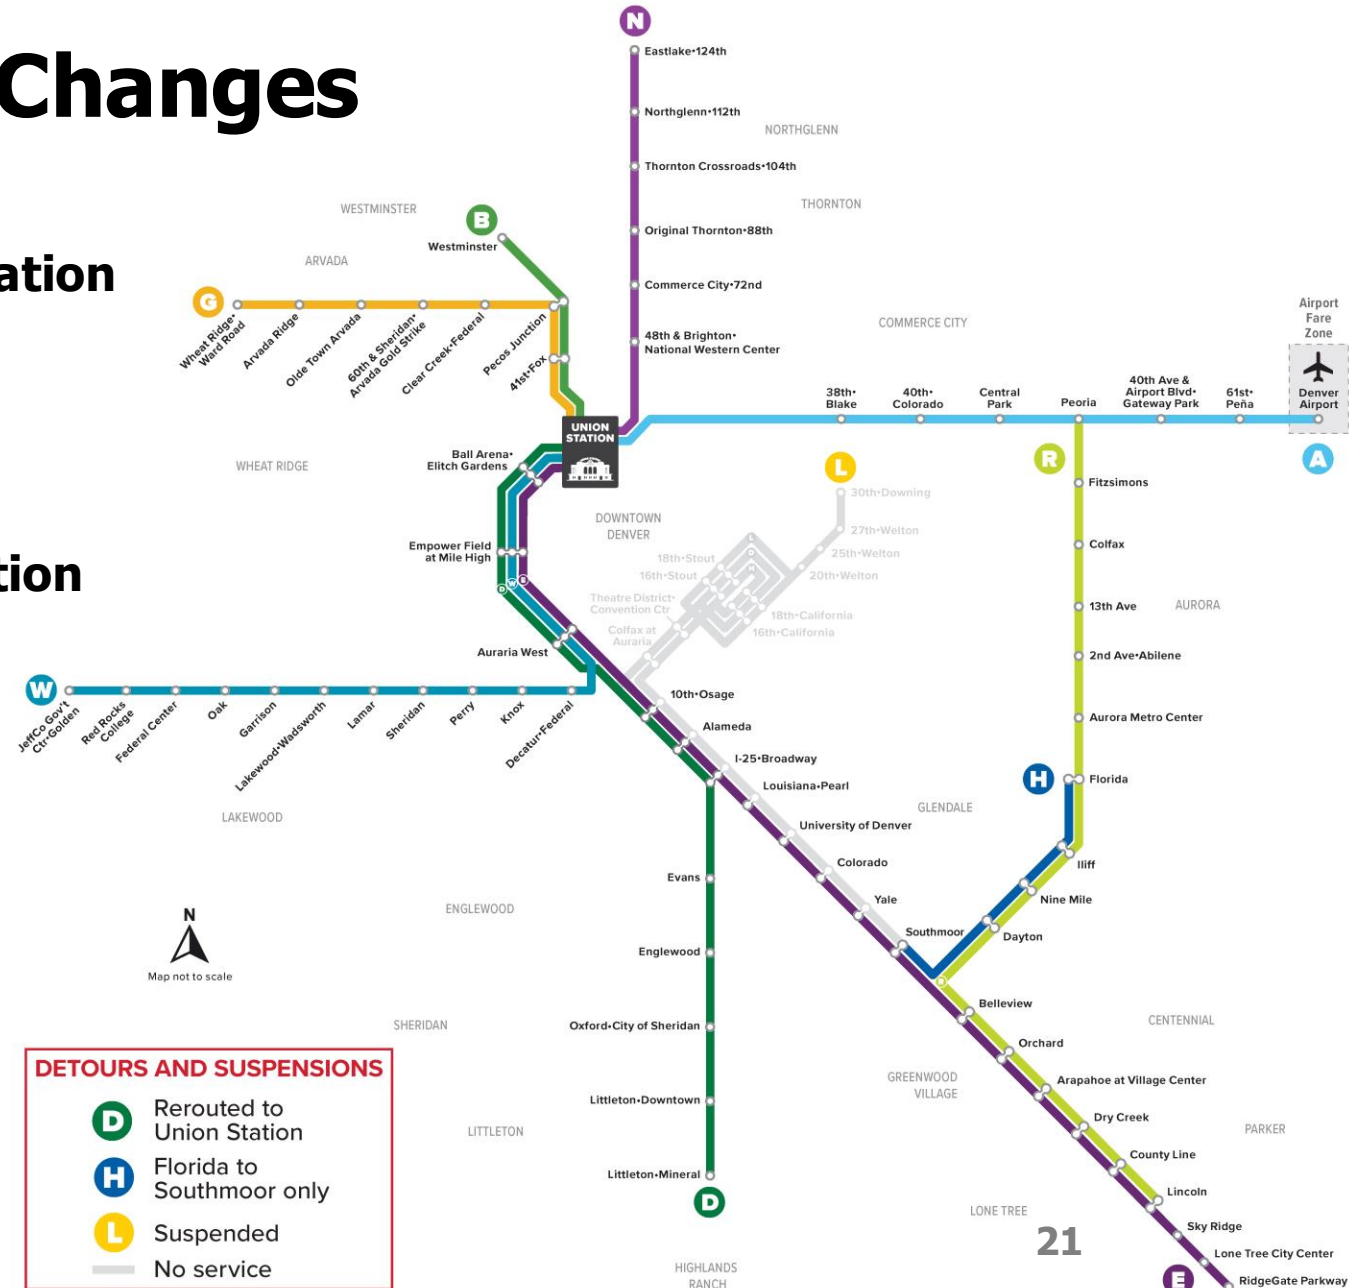 Changes
ation
tion
N
Eastlake•124th
Northglenn•112th
NORTHGLENN
Thornton Crossroads•104th
THORNTON
Original Thornton•88th
Commerce City•72nd
48th & Brighton•
National Western Center
COMMERCE CITY
WESTMINSTER
B
Westminster
ARVADA
G
Wheat Ridge•
Ward Road
Arvada Ridge
Olde Town Arvada
60th & Sheridan•
Arvada Gold Strike
Clear Creek•Federal
Pecos Junction
41st•Fox
UNION
STATION
Airport
Fare
Zone
38th•
Blake
40th•
Colorado
Central
Park
Peoria
40th Ave &
Airport Blvd•
Gateway Park
61st•
Peña
Denver
Airport
A
WHEAT RIDGE
Ball Arena•
Elitch Gardens
Empower Field
at Mile High
D
W
E
Auraria West
DOWNTOWN
DENVER
L
30th•Downing
27th•Welton
25th•Welton
20th•Welton
18th•Stout
16th•Stout
Theatre District•
Convention Ctr
Colfax at
Auraria
18th•California
16th•California
L
D
H
R
Fitzsimons
Colfax
13th Ave
AURORA
2nd Ave•Abilene
Aurora Metro Center
H
Florida
Iliff
Nine Mile
Dayton
W
JeffCo Gov't
Ctr•Golden
Red Rocks
College
Federal Center
Oak
Garrison
Lakewood•Wadsworth
Lamar
Sheridan
Perry
Knox
Decatur•Federal
LAKEWOOD
10th•Osage
Alameda
I-25•Broadway
Louisiana•Pearl
GLENDALE
University of Denver
Colorado
Yale
Southmoor
R
Evans
ENGLEWOOD
Englewood
SHERIDAN
Oxford•City of Sheridan
Littleton•Downtown
LITTLETON
Littleton•Mineral
D
HIGHLANDS
RANCH
Belleview
CENTENNIAL
Orchard
GREENWOOD
VILLAGE
Arapahoe at Village Center
Dry Creek
PARKER
County Line
Lincoln
LONE TREE
Sky Ridge
Lone Tree City Center
RidgeGate Parkway
E
21
N
Map not to scale
DETOURS AND SUSPENSIONS
D
Rerouted to
Union Station
H
Florida to
Southmoor only
L
Suspended
No service